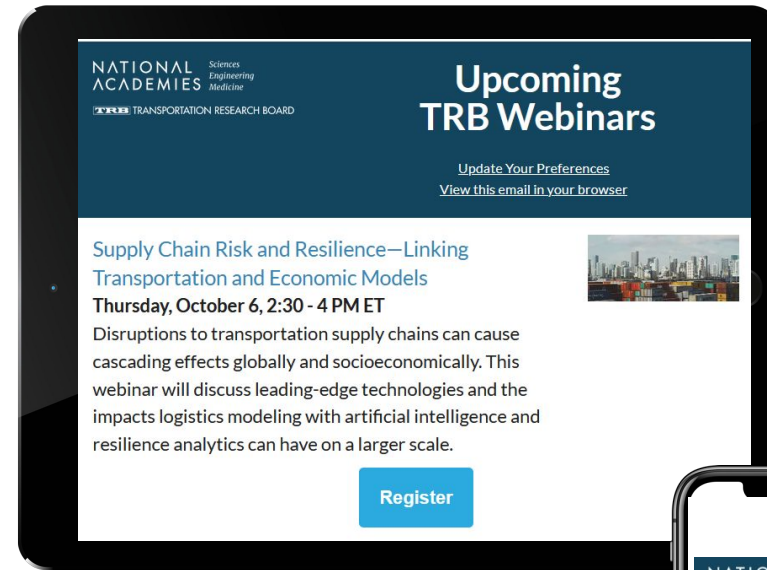 NATIONAL Sciences
ACADEMIES Engineering
Medicine
TRB TRANSPORTATION RESEARCH BOARD
Upcoming
TRB Webinars
Update Your Preferences
View this email in your browser
Supply Chain Risk and Resilience—Linking
Transportation and Economic Models
Thursday, October 6, 2:30 - 4 PM ET
Disruptions to transportation supply chains can cause
cascading effects globally and socioeconomically. This
webinar will discuss leading-edge technologies and the
impacts logistics modeling with artificial intelligence and
resilience analytics can have on a larger scale.
Register